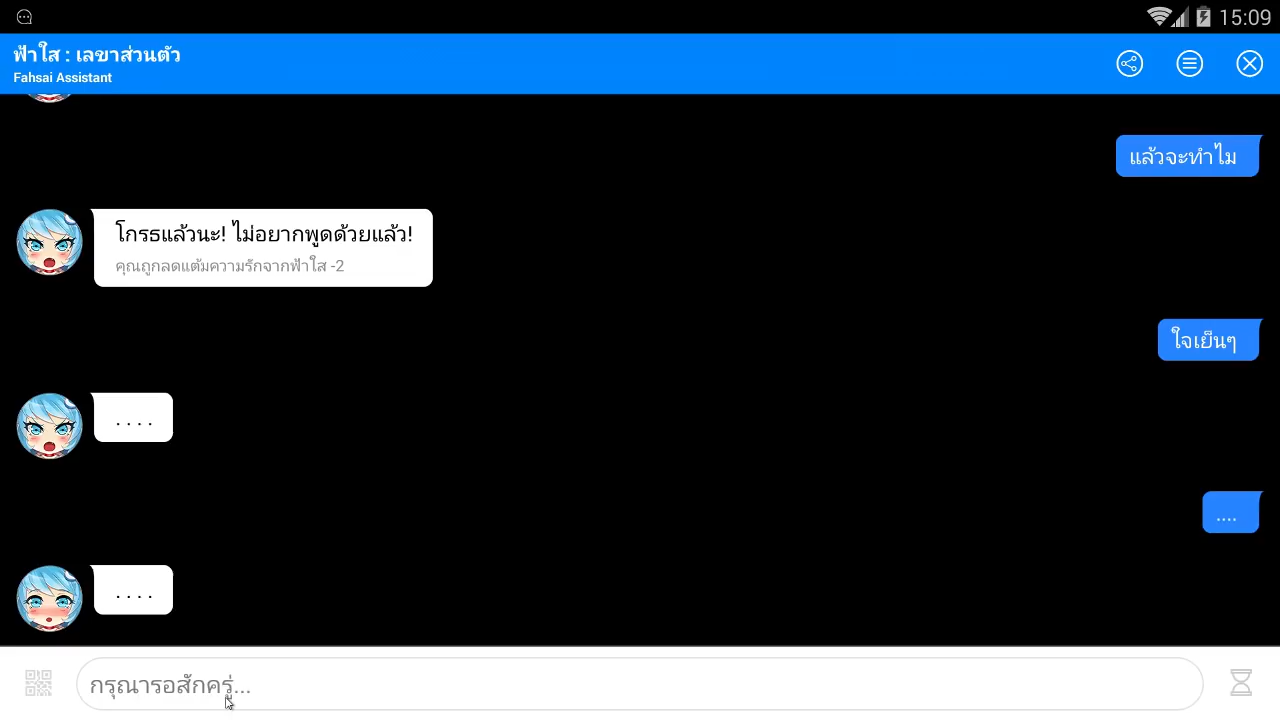 15:09
ฟ้าใส : เลขาส่วนตัว
Fahsai Assistant
แล้วจะทำไม
โกรธแล้วนะ! ไม่อยากพูดด้วยแล้ว!
คุณถูกลดแต้มความรักจากฟ้าใส -2
ใจเย็นๆ
. . . .
....
. . . .
กรุณารอสักครู่...